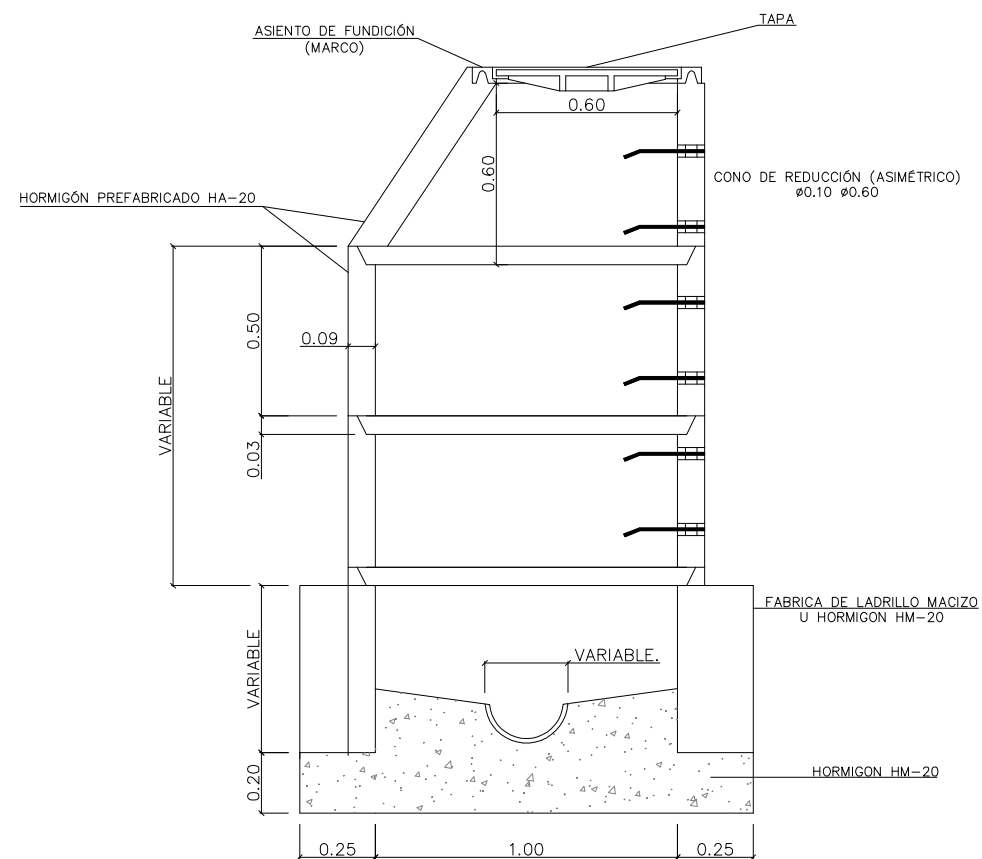 TAPA
ASIENTO DE FUNDICIÓN
(MARCO)
0.60
0.60
CONO DE REDUCCIÓN (ASIMÉTRICO)
ø0.10 ø0.60
HORMIGÓN PREFABRICADO HA-20
0.50
0.09
VARIABLE
0.03
FABRICA DE LADRILLO MACIZO
U HORMIGON HM-20
VARIABLE
VARIABLE.
0.20
HORMIGON HM-20
0.25
1.00
0.25